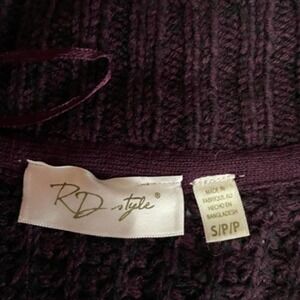 RD style®
MADE IN
FABRIQUÉ AU
HECHO EN
BANGLADESH
S/P/P